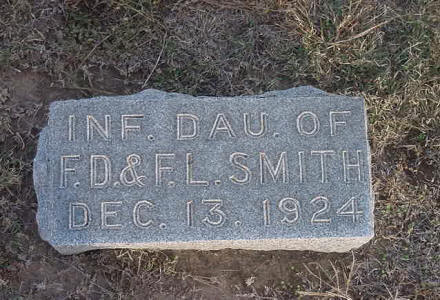 INF. DAU. OF
F.D.&F.L. SMITH
DEC. 13. 1924